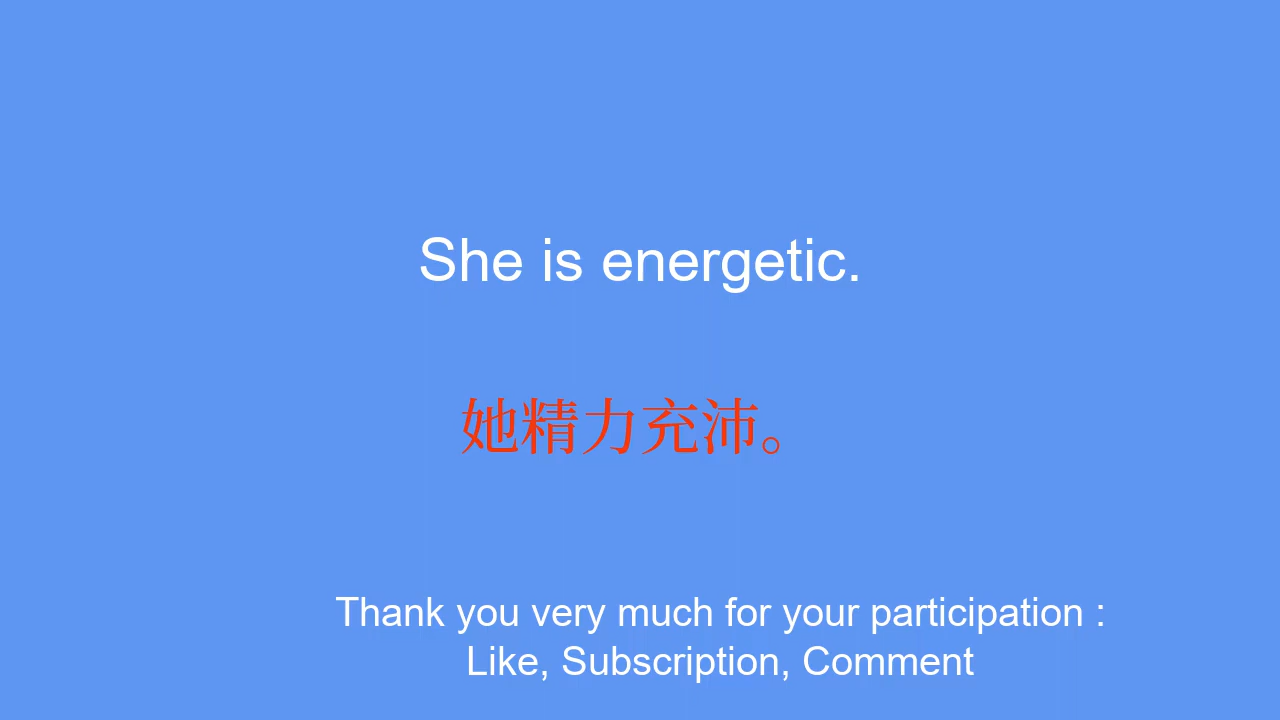 She is energetic.
她精力充沛。
Thank you very much for your participation :
Like, Subscription, Comment